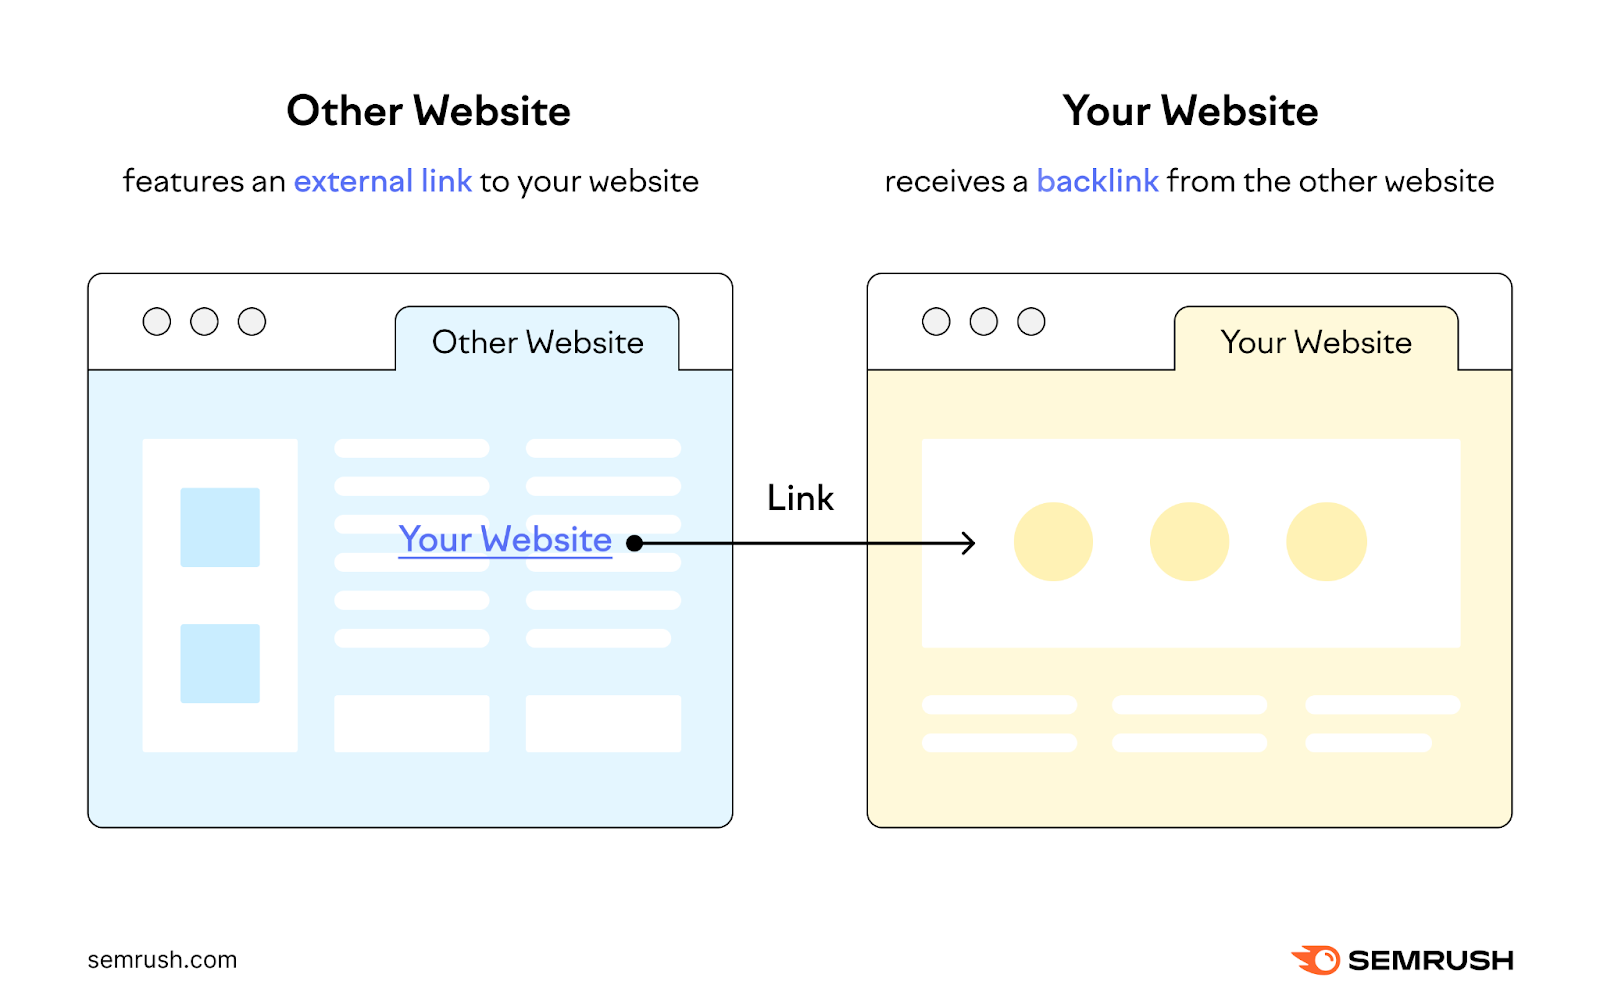 Other Website
features an external link to your website
Your Website
receives a backlink from the other website
Other Website
Your Website
Link
Your Website
semrush.com
SEMRUSH